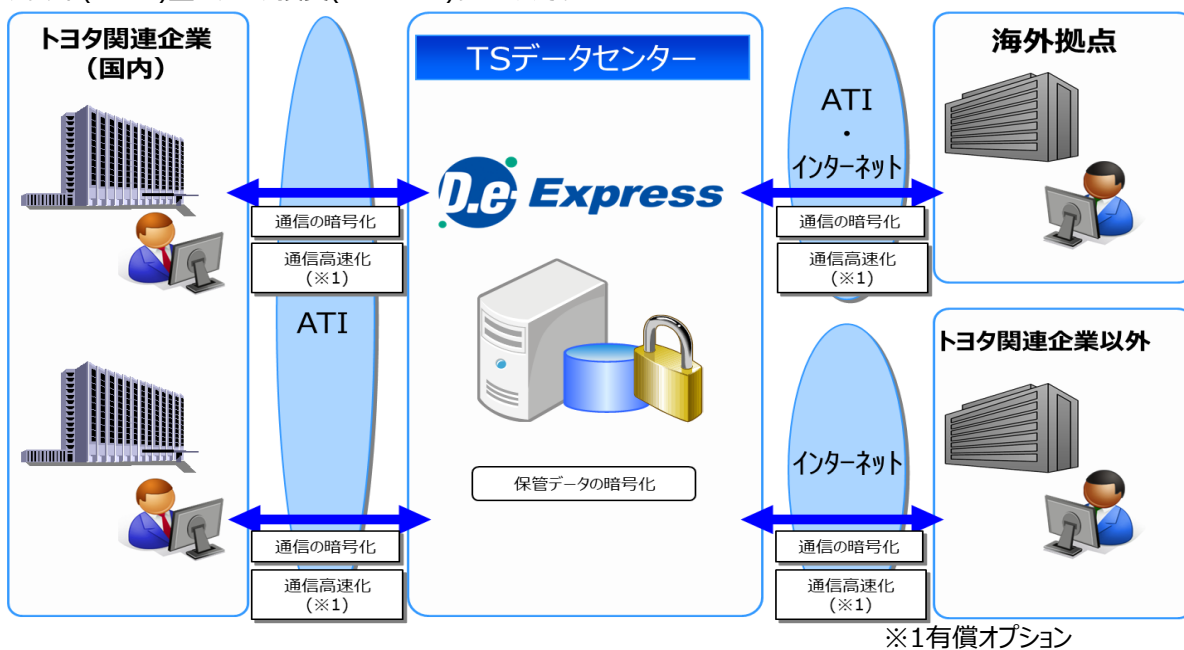 トヨタ関連企業
（国内）
通信の暗号化
通信高速化
(※1)
ATI
通信の暗号化
通信高速化
(※1)
TSデータセンター
D.e Express
保管データの暗号化
ATI
・
インターネット
通信の暗号化
通信高速化
(※1)
インターネット
通信の暗号化
通信高速化
(※1)
海外拠点
トヨタ関連企業以外
※1有償オプション